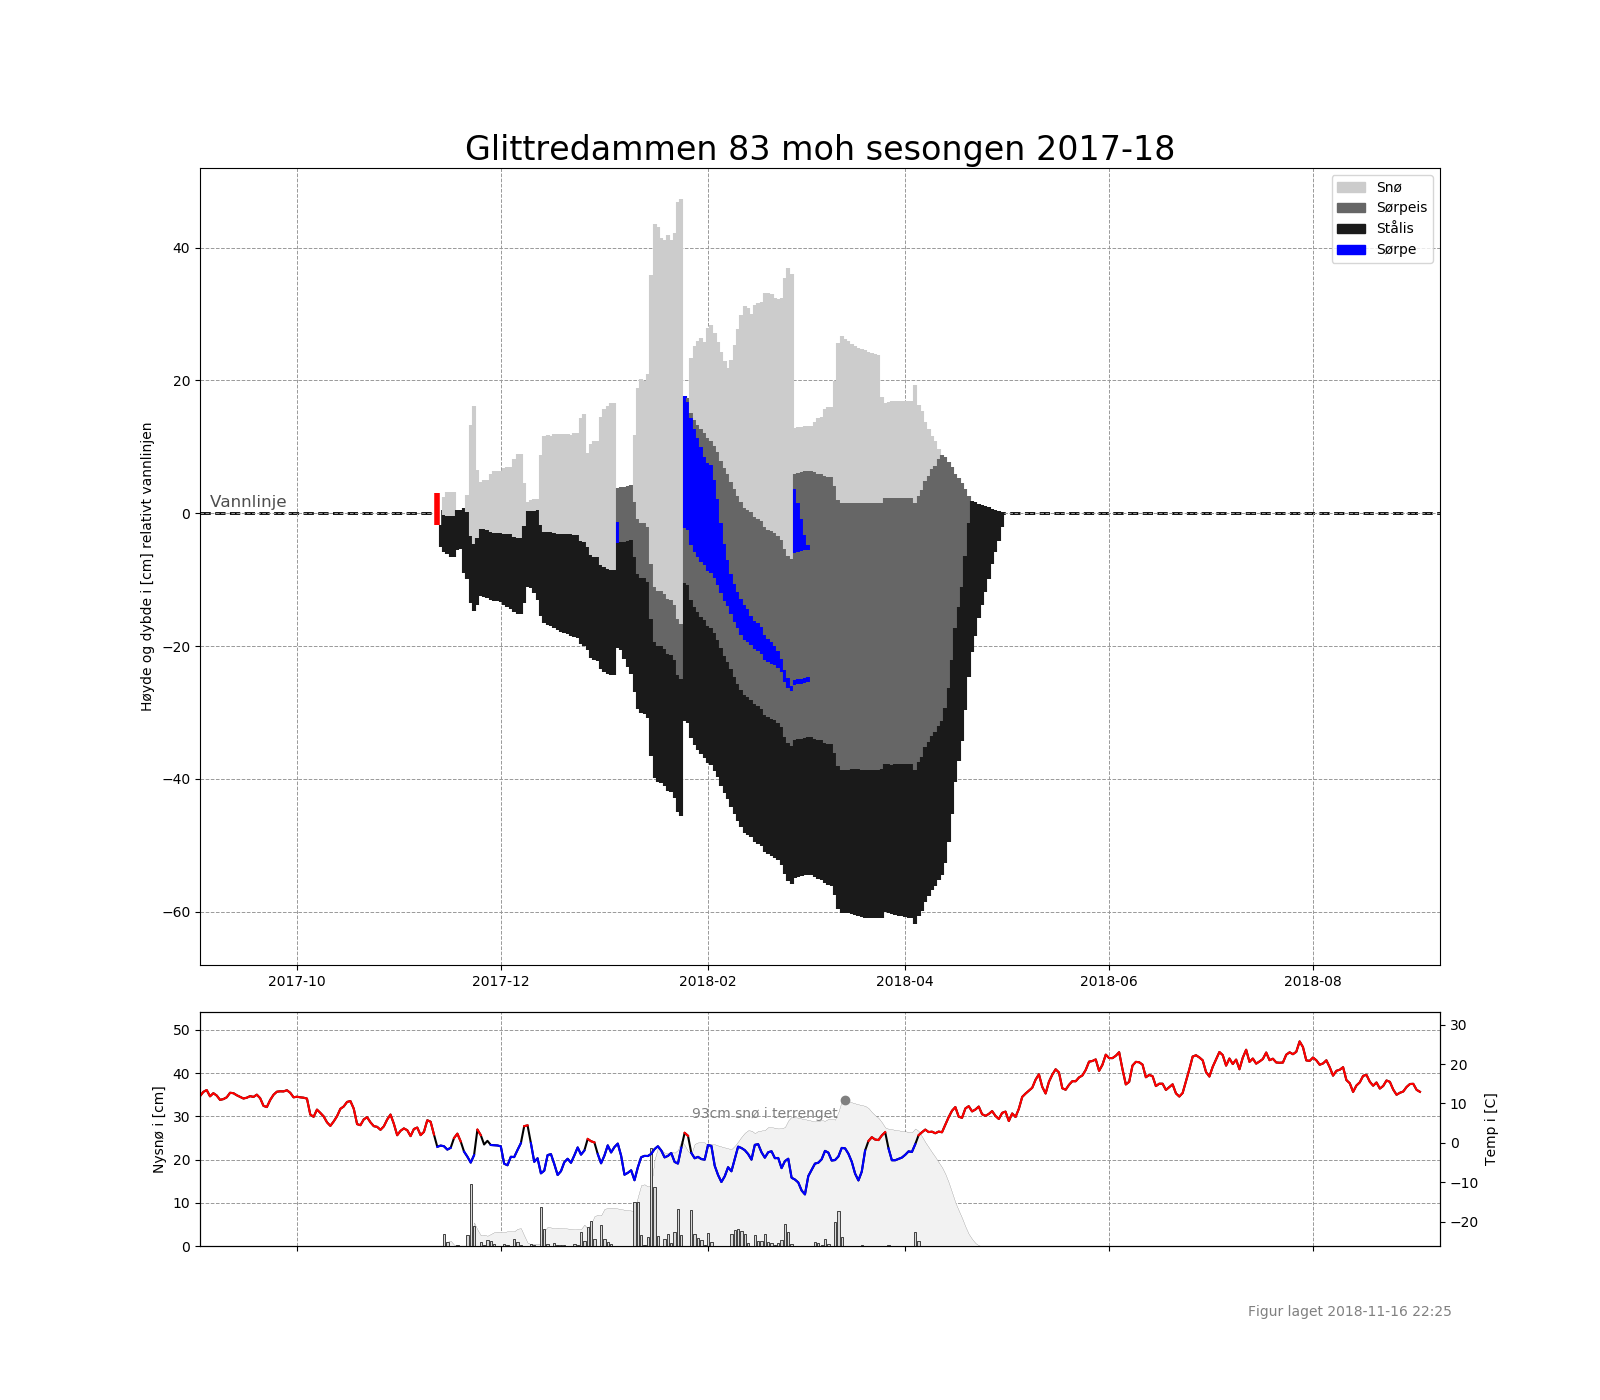 Glittredammen 83 moh sesongen 2017-18
Snø
Sørpeis
Stålis
Sørpe
Høyde og dybde i [cm] relativt vannlinjen
40
20
0
−20
−40
−60
Vannlinje
2017-10
2017-12
2018-02
2018-04
2018-06
2018-08
Nysnø i [cm]
50
40
30
20
10
0
93cm snø i terrenget
30
20
10
0
−10
−20
Temp i [C]
Figur laget 2018-11-16 22:25